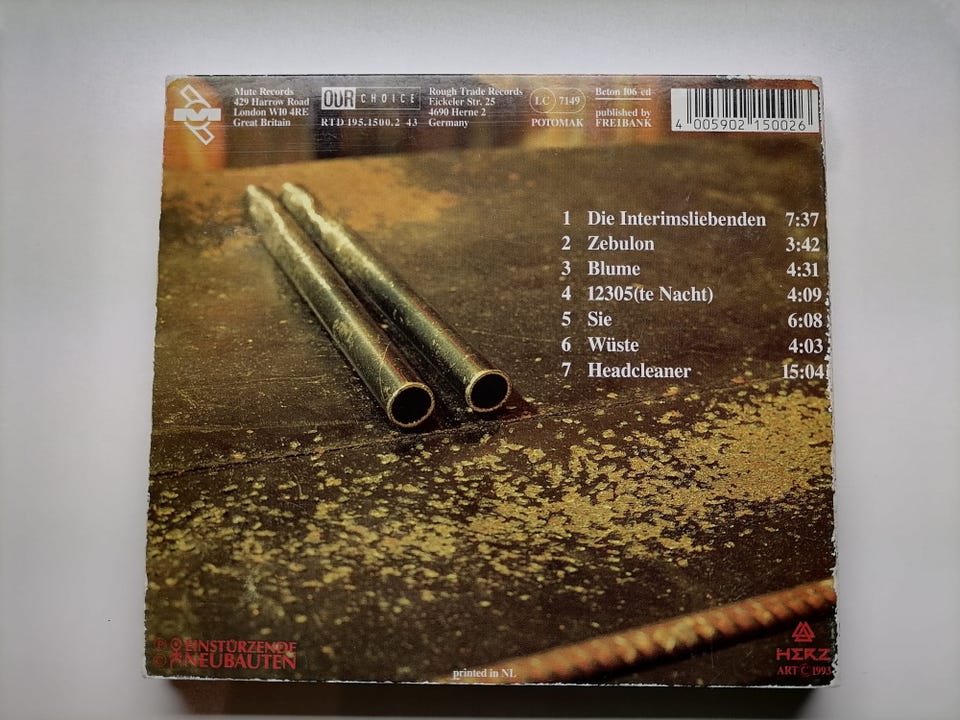 Mute Records
429 Harrow Road
London W10 4RE
Great Britain
OUR CHOICE
RTD 195.1500.2 43
Rough Trade Records
Eickeler Str. 25
4690 Herne 2
Germany
LC 7149
POTOMAK
Beton 106 cd
published by
FREIBANK
4 005902 150026
1 Die Interimsliebenden 7:37
2 Zebulon 3:42
3 Blume 4:31
4 12305(te Nacht) 4:09
5 Sie 6:08
6 Wüste 4:03
7 Headcleaner 15:04
℗ EINSTÜRZENDE
© NEUBAUTEN
printed in NL
HERZ
ART © 1993